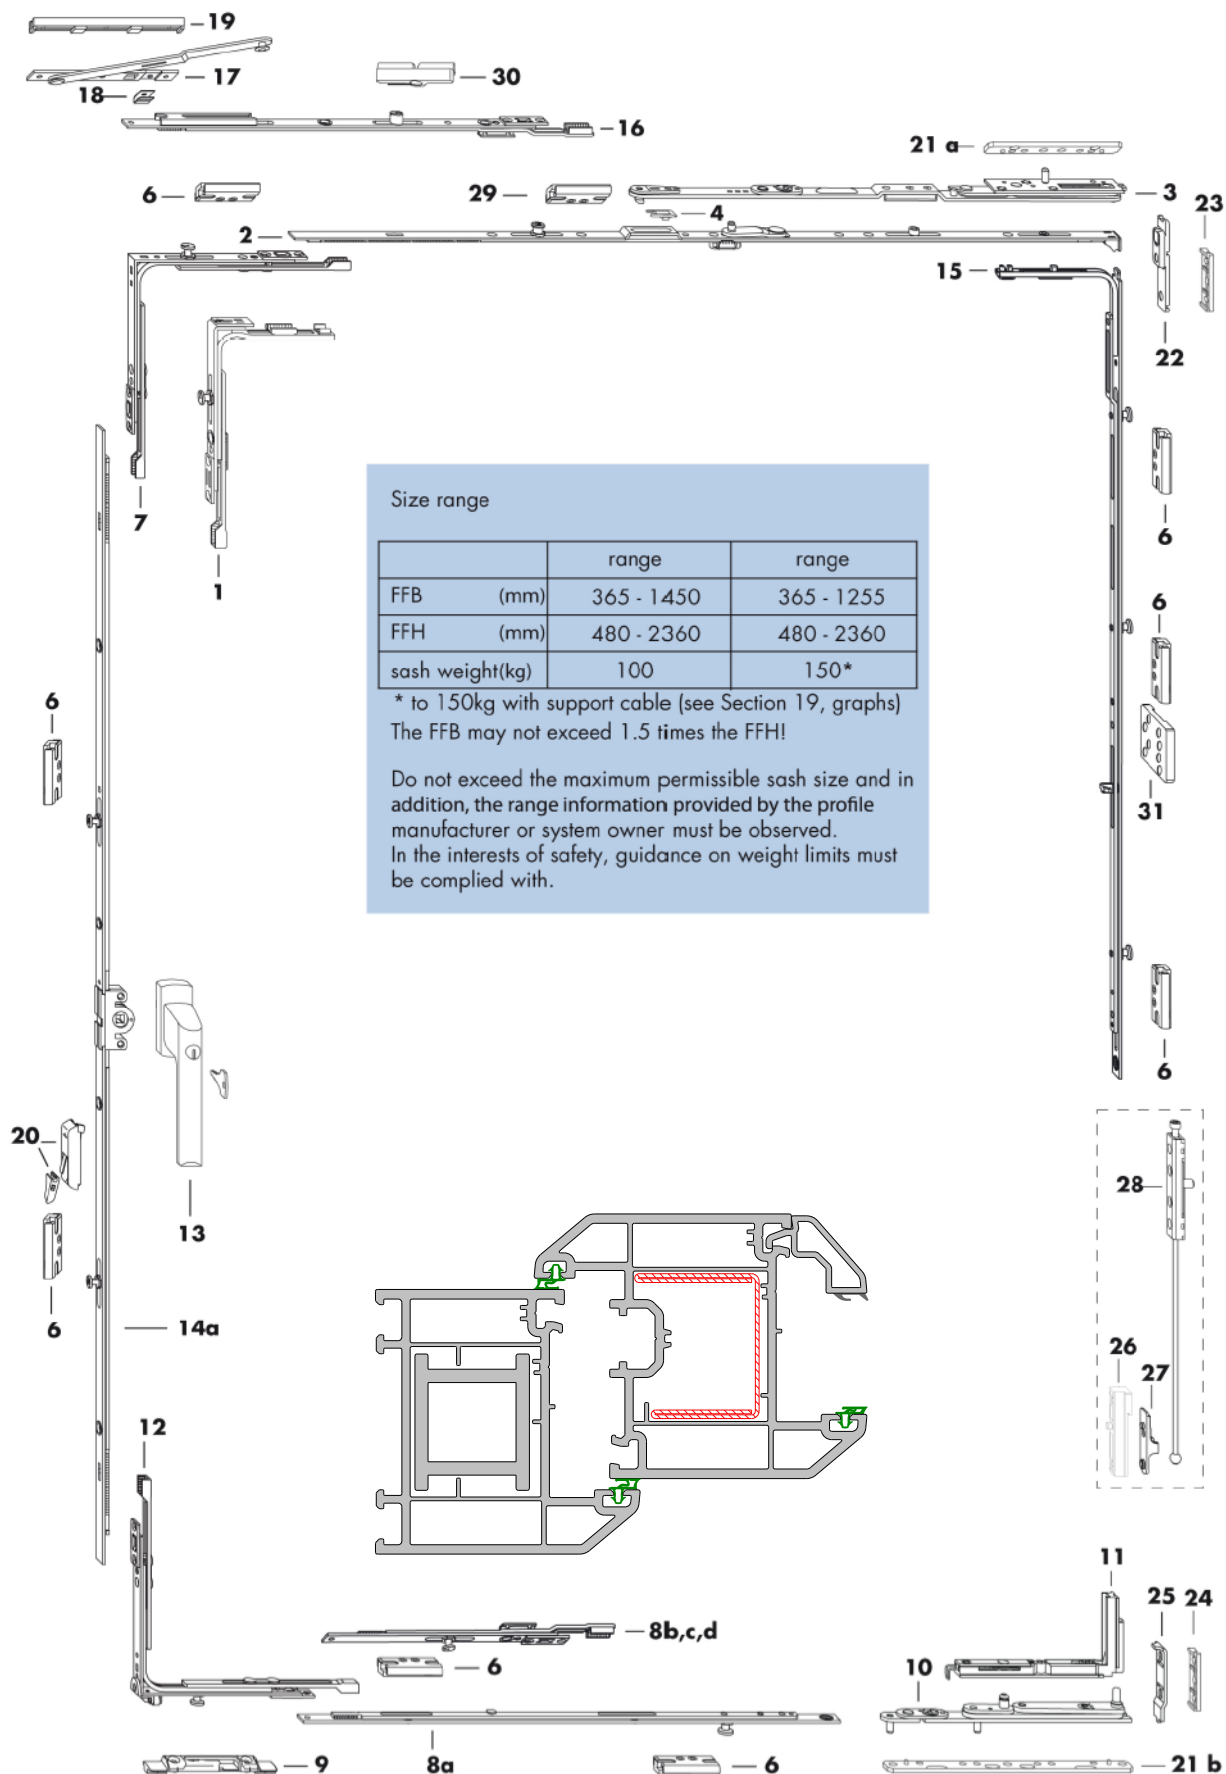 19
17
30
18
16
21 a
6
29
3
4
23
2
15
22
7
1
6
Size range
range range
FFB (mm) 365 - 1450 365 - 1255
FFH (mm) 480 - 2360 480 - 2360
sash weight(kg) 100 150*
* to 150kg with support cable (see Section 19, graphs)
The FFB may not exceed 1.5 times the FFH!
Do not exceed the maximum permissible sash size and in
addition, the range information provided by the profile
manufacturer or system owner must be observed.
In the interests of safety, guidance on weight limits must
be complied with.
6
6
31
6
20
13
28
6
14a
26
27
12
11
25 24
8b,c,d
6
10
9
8a
6
21 b